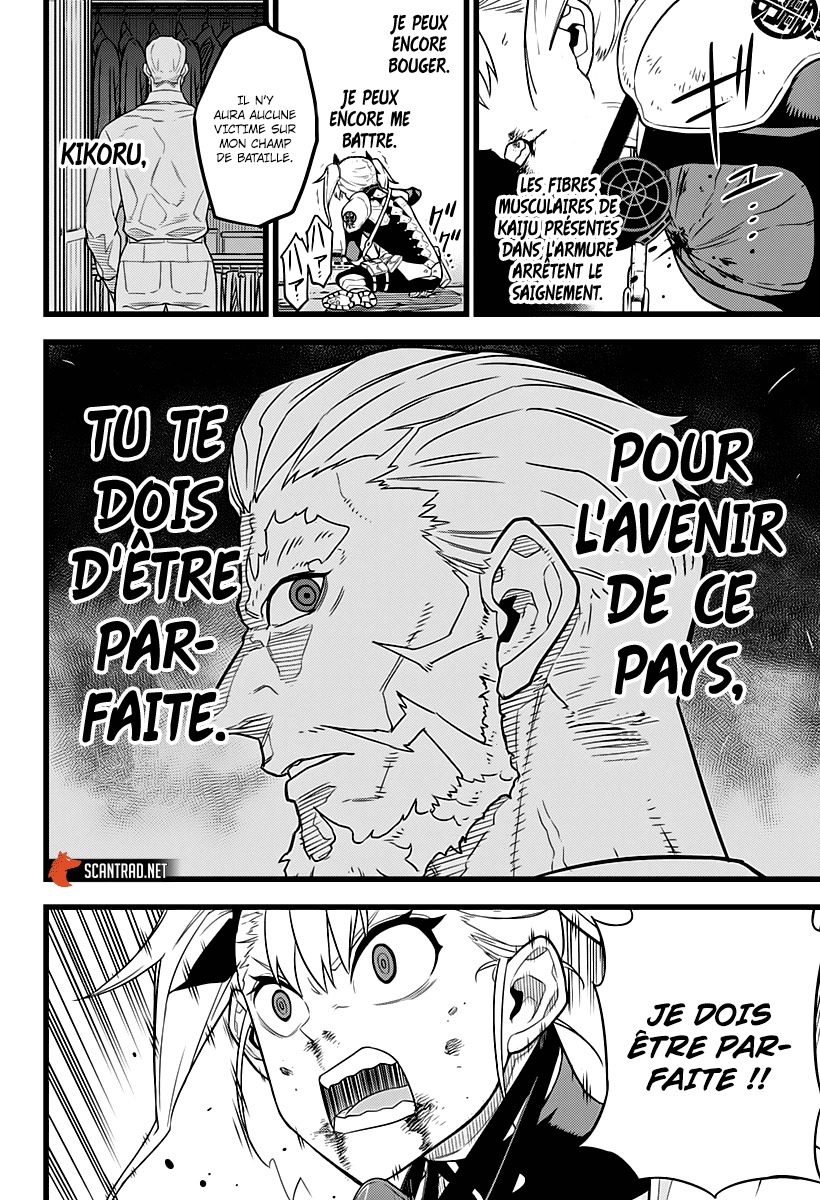 LES FIBRES
MUSCULAIRES DE
KAIJU PRÉSENTES
DANS L'ARMURE
ARRÊTENT LE
SAIGNEMENT.
JE PEUX
ENCORE
BOUGER.
JE PEUX
ENCORE ME
BATTRE.
IL N'Y
AURA AUCUNE
VICTIME SUR
MON CHAMP
DE BATAILLE.
KIKORU,
POUR
L'AVENIR
DE CE
PAYS,
TU TE
DOIS
D'ÊTRE
PAR-
FAITE.
SCANTRAD.NET
JE DOIS
ÊTRE PAR-
FAITE !!